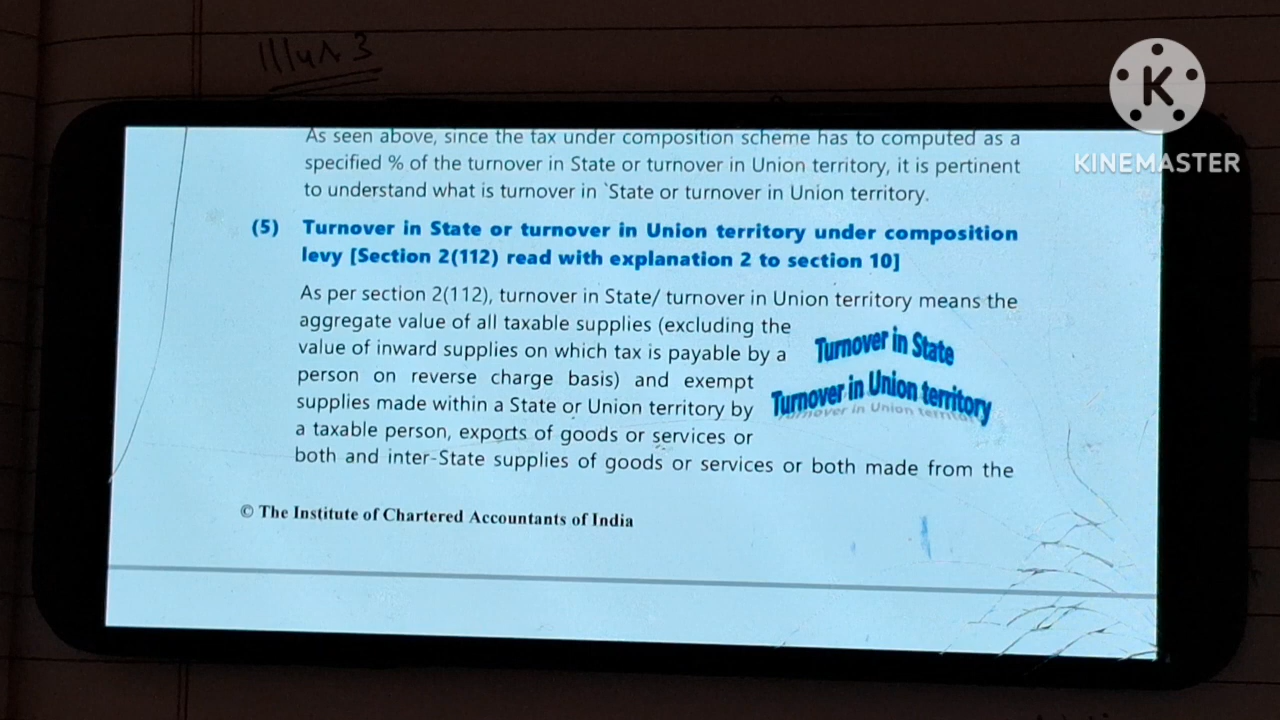 Illus 3
KINEMASTER
As seen above, since the tax under composition scheme has to computed as a
specified % of the turnover in State or turnover in Union territory, it is pertinent
to understand what is turnover in `State or turnover in Union territory.
(5) Turnover in State or turnover in Union territory under composition
levy [Section 2(112) read with explanation 2 to section 10]
As per section 2(112), turnover in State/ turnover in Union territory means the
aggregate value of all taxable supplies (excluding the
value of inward supplies on which tax is payable by a
person on reverse charge basis) and exempt
supplies made within a State or Union territory by
a taxable person, exports of goods or services or
both and inter-State supplies of goods or services or both made from the
Turnover in State
Turnover in Union territory
© The Institute of Chartered Accountants of India